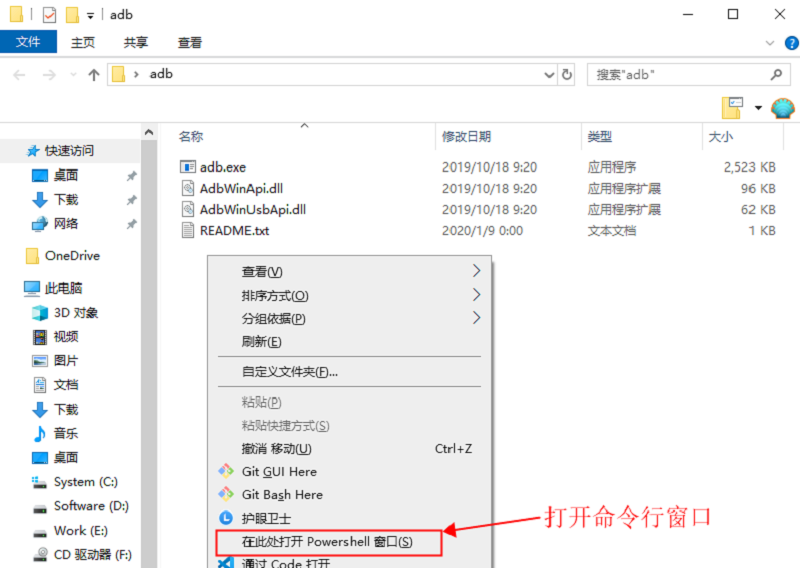 adb
文件 主页 共享 查看
adb 搜索"adb"
名称 修改日期 类型 大小
快速访问
桌面
下载
网络
OneDrive
此电脑
3D 对象
视频
图片
文档
下载
音乐
桌面
System (C:)
Software (D:)
Work (E:)
CD 驱动器 (F:)
adb.exe 2019/10/18 9:20 应用程序 2,523 KB
AdbWinApi.dll 2019/10/18 9:20 应用程序扩展 96 KB
AdbWinUsbApi.dll 2019/10/18 9:20 应用程序扩展 62 KB
README.txt 2020/1/9 0:00 文本文档 1 KB
查看(V)
排序方式(O)
分组依据(P)
刷新(E)
自定义文件夹(F)...
粘贴(P)
粘贴快捷方式(S)
撤消 移动(U) Ctrl+Z
Git GUI Here
Git Bash Here
护眼卫士
在此处打开 Powershell 窗口(S)
通过 Code 打开
打开命令行窗口